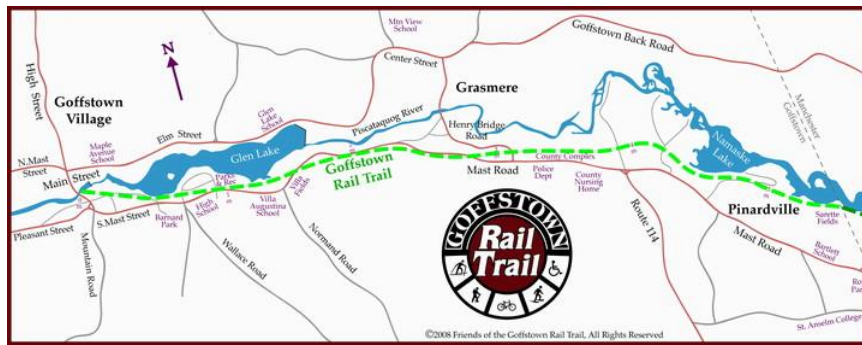 Mtn View
School
Goffstown Back Road
N
High Street
Center Street
Goffstown
Village
Grasmere
Glen
Lake
School
Piscataquog River
Elm Street
Maple
Avenue
School
Henry Bridge
Road
Manchester
Goffstown
N.Mast
Street
Main Street
Glen Lake
Namaske
Lake
Goffstown
Rail Trail
Parks
& Rec
High
School
Villa
Augustina
School
Villa
Fields
Mast Road
County Complex
Police
Dept
County
Nursing
Home
S.Mast Street
Barnard
Park
Pleasant Street
Mountain Road
Wallace Road
Normand Road
Route 114
Pinardville
Sarette
Fields
Mast Road
Bartlett
School
St. Anselm College
GOFFSTOWN
Rail
Trail
©2008 Friends of the Goffstown Rail Trail, All Rights Reserved